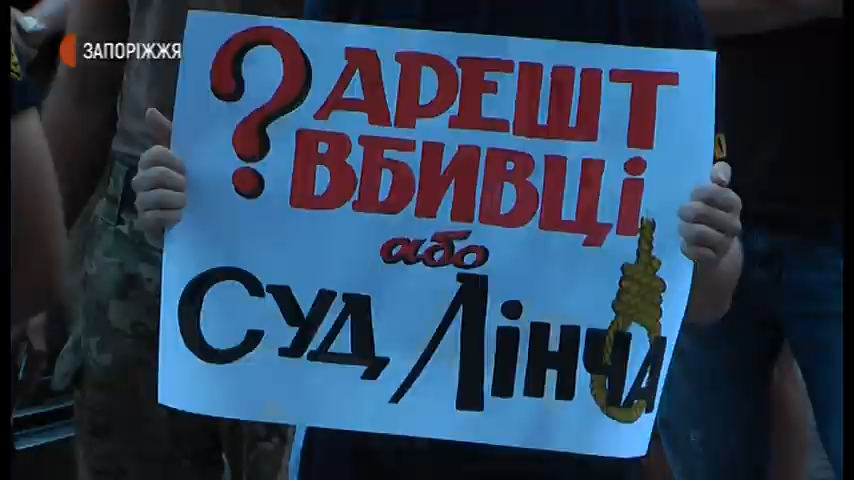 ЗАПОРІЖЖЯ
? АРЕШТ
ВБИВЦІ
або
СУД ЛІНЧА